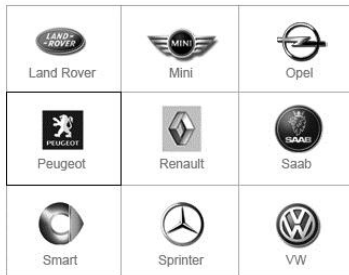 LAND-
ROVER
Land Rover
MINI
Mini
Opel
PEUGEOT
Peugeot
Renault
SAAB
Saab
Smart
Sprinter
VW